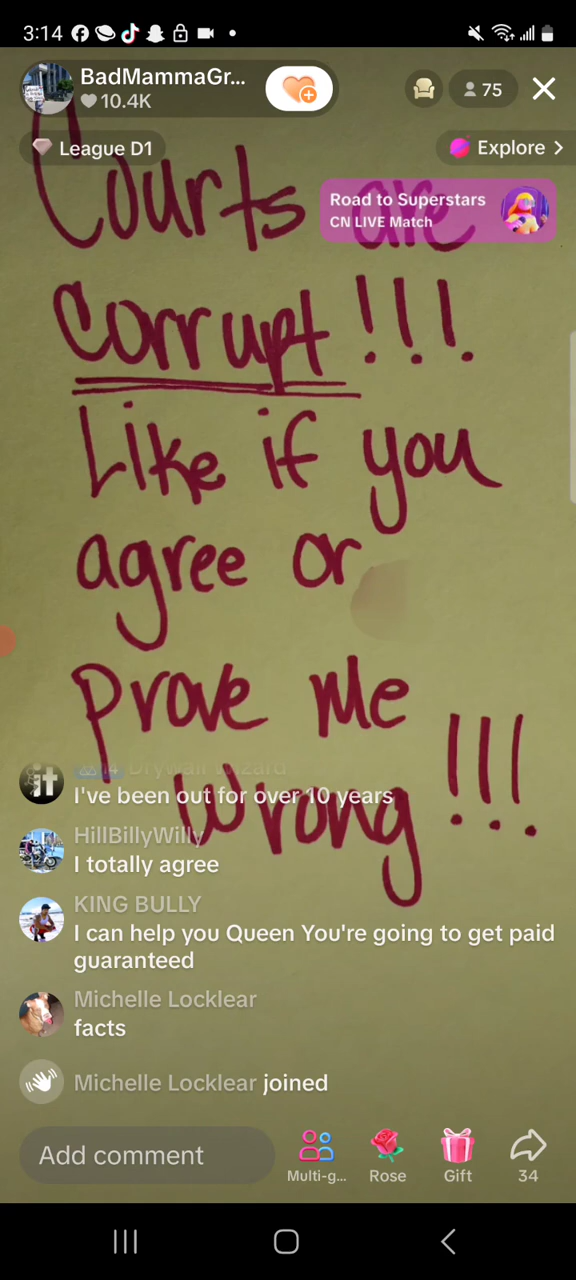 3:14
BadMammaGr...
10.4K
75
League D1
Explore >
Road to Superstars
CN LIVE Match
Courts are
Corrupt!!!
Like if you
agree or
Prove Me
Wrong!!!
14 Drywall Wizard
I've been out for over 10 years
HillBillyWilly
I totally agree
KING BULLY
I can help you Queen You're going to get paid
guaranteed
Michelle Locklear
facts
Michelle Locklear joined
Add comment
Multi-g...
Rose
Gift
34